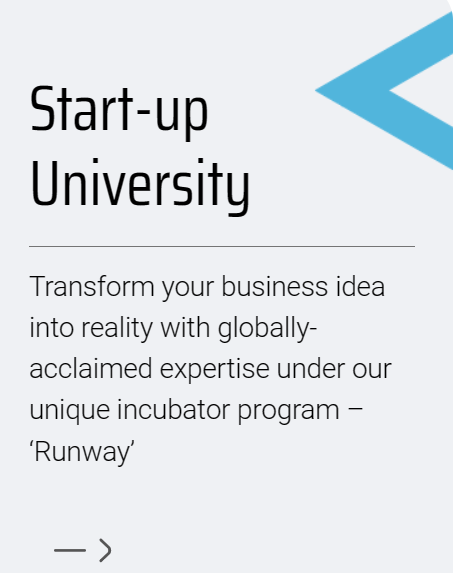 Start-up
University
Transform your business idea
into reality with globally-
acclaimed expertise under our
unique incubator program –
‘Runway’